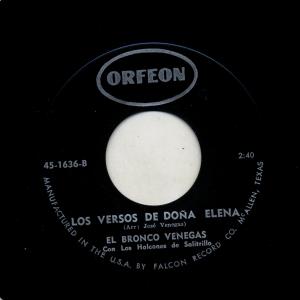 ORFEON
45-1636-B
2:40
LOS VERSOS DE DOÑA ELENA
(Arr: José Venegas)
EL BRONCO VENEGAS
Con Los Halcones de Salitrillo
MANUFACTURED IN THE U.S.A. BY FALCON RECORD CO. McALLEN, TEXAS